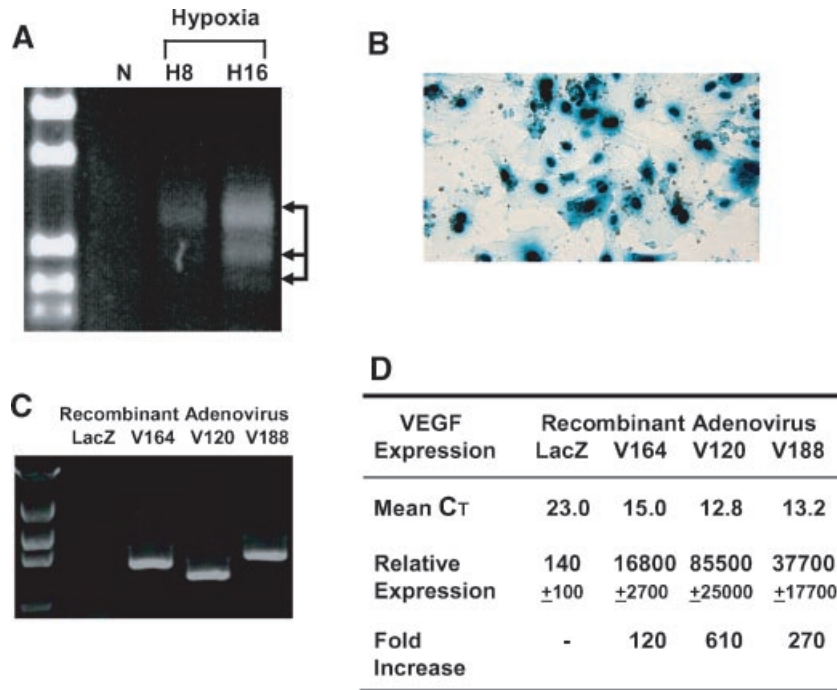 A
Hypoxia
N H8 H16
B
C
Recombinant Adenovirus
LacZ V164 V120 V188
D
VEGF Recombinant Adenovirus
Expression LacZ V164 V120 V188
Mean CT 23.0 15.0 12.8 13.2
Relative 140 16800 85500 37700
Expression ±100 ±2700 ±25000 ±17700
Fold - 120 610 270
Increase